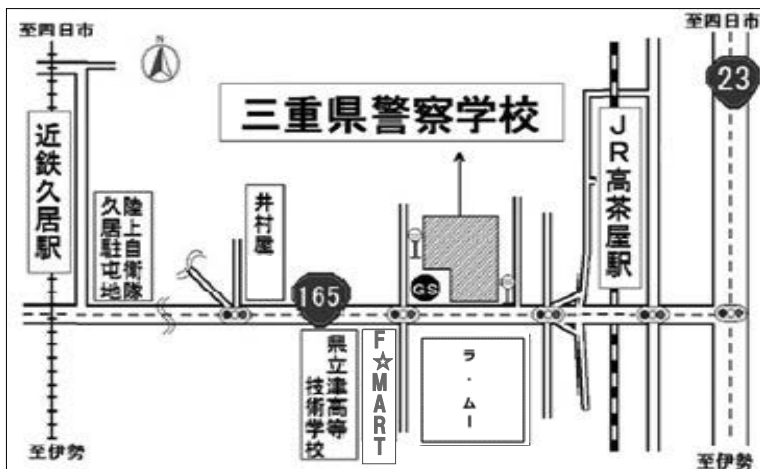 至四日市
至四日市
N
23
三重県警察学校
近鉄久居駅
JR高茶屋駅
陸上自衛隊
久居駐屯地
井村屋
GS
165
県立津高等
技術学校
F☆MART
ラ・ムー
至伊勢
至伊勢